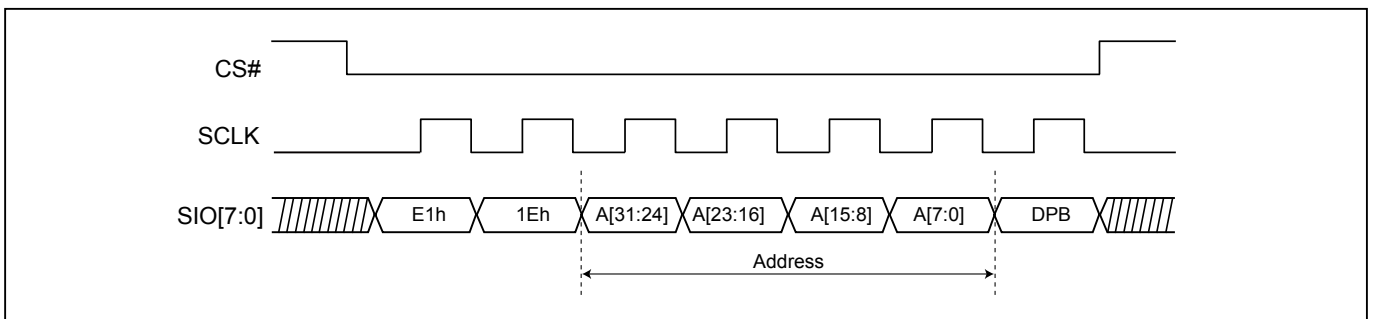 CS#
SCLK
SIO[7:0] E1h 1Eh A[31:24] A[23:16] A[15:8] A[7:0] DPB
Address